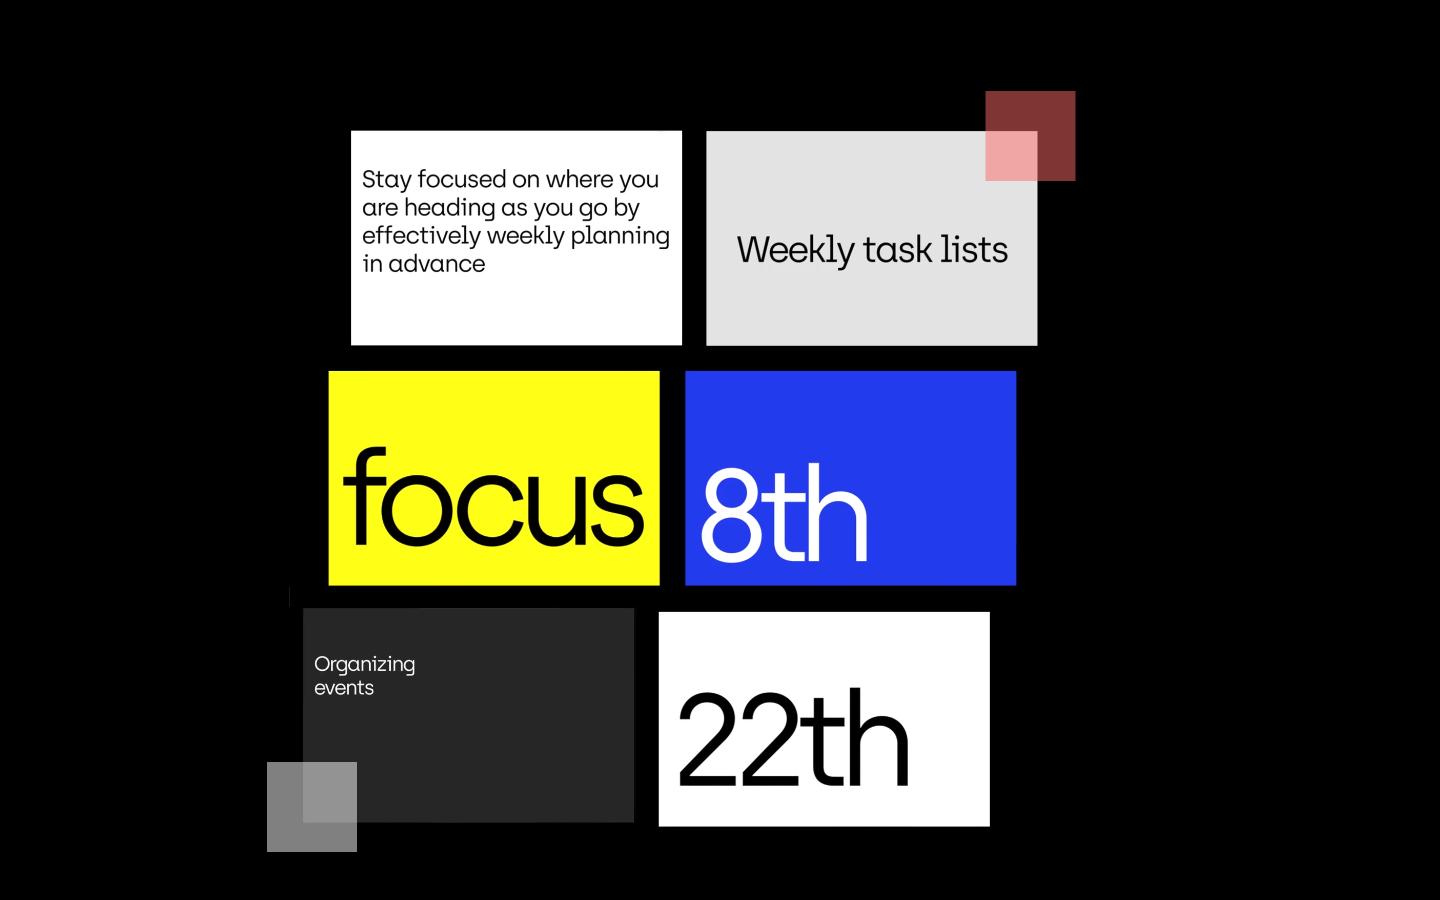 Stay focused on where you
are heading as you go by
effectively weekly planning
in advance
Weekly task lists
focus
8th
Organizing
events
22th